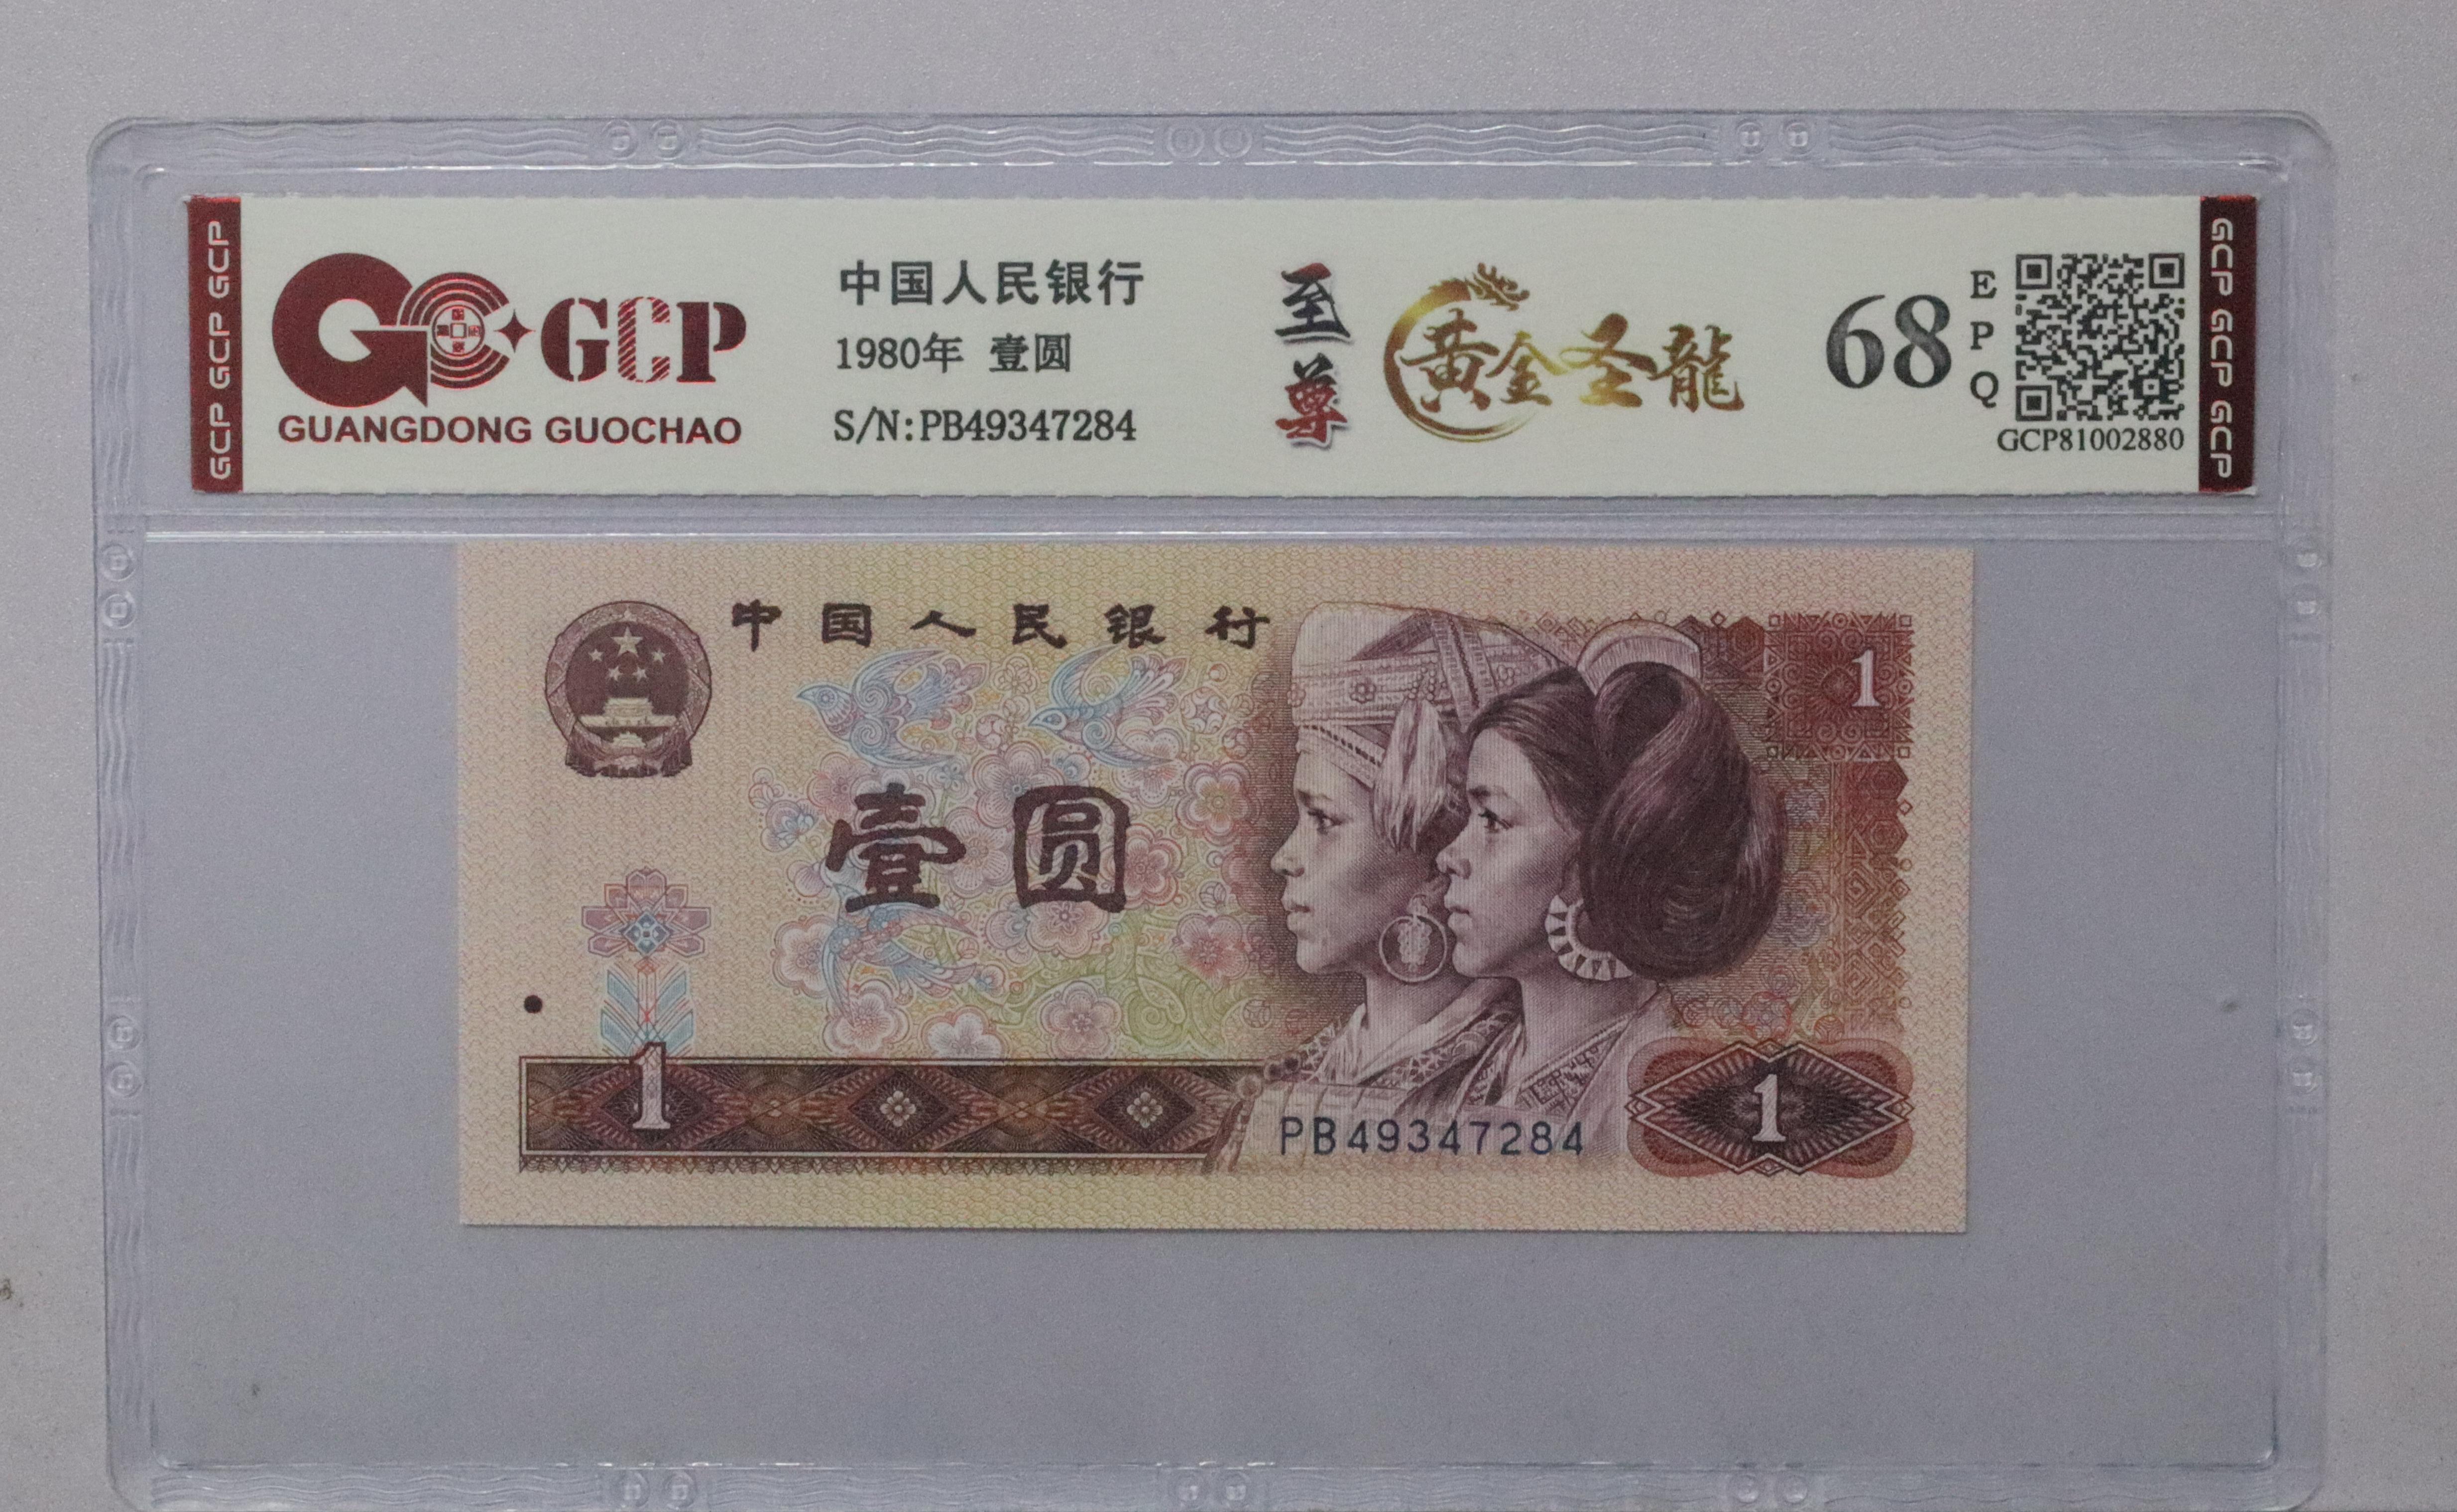 GCP GCP GCP
GCP
GUANGDONG GUOCHAO
中国人民银行
1980年 壹圆
S/N:PB49347284
至尊
黄金圣龍
68
EPQ
GCP81002880
GCP GCP GCP
中国人民银行
1
壹圆
1
PB49347284
1